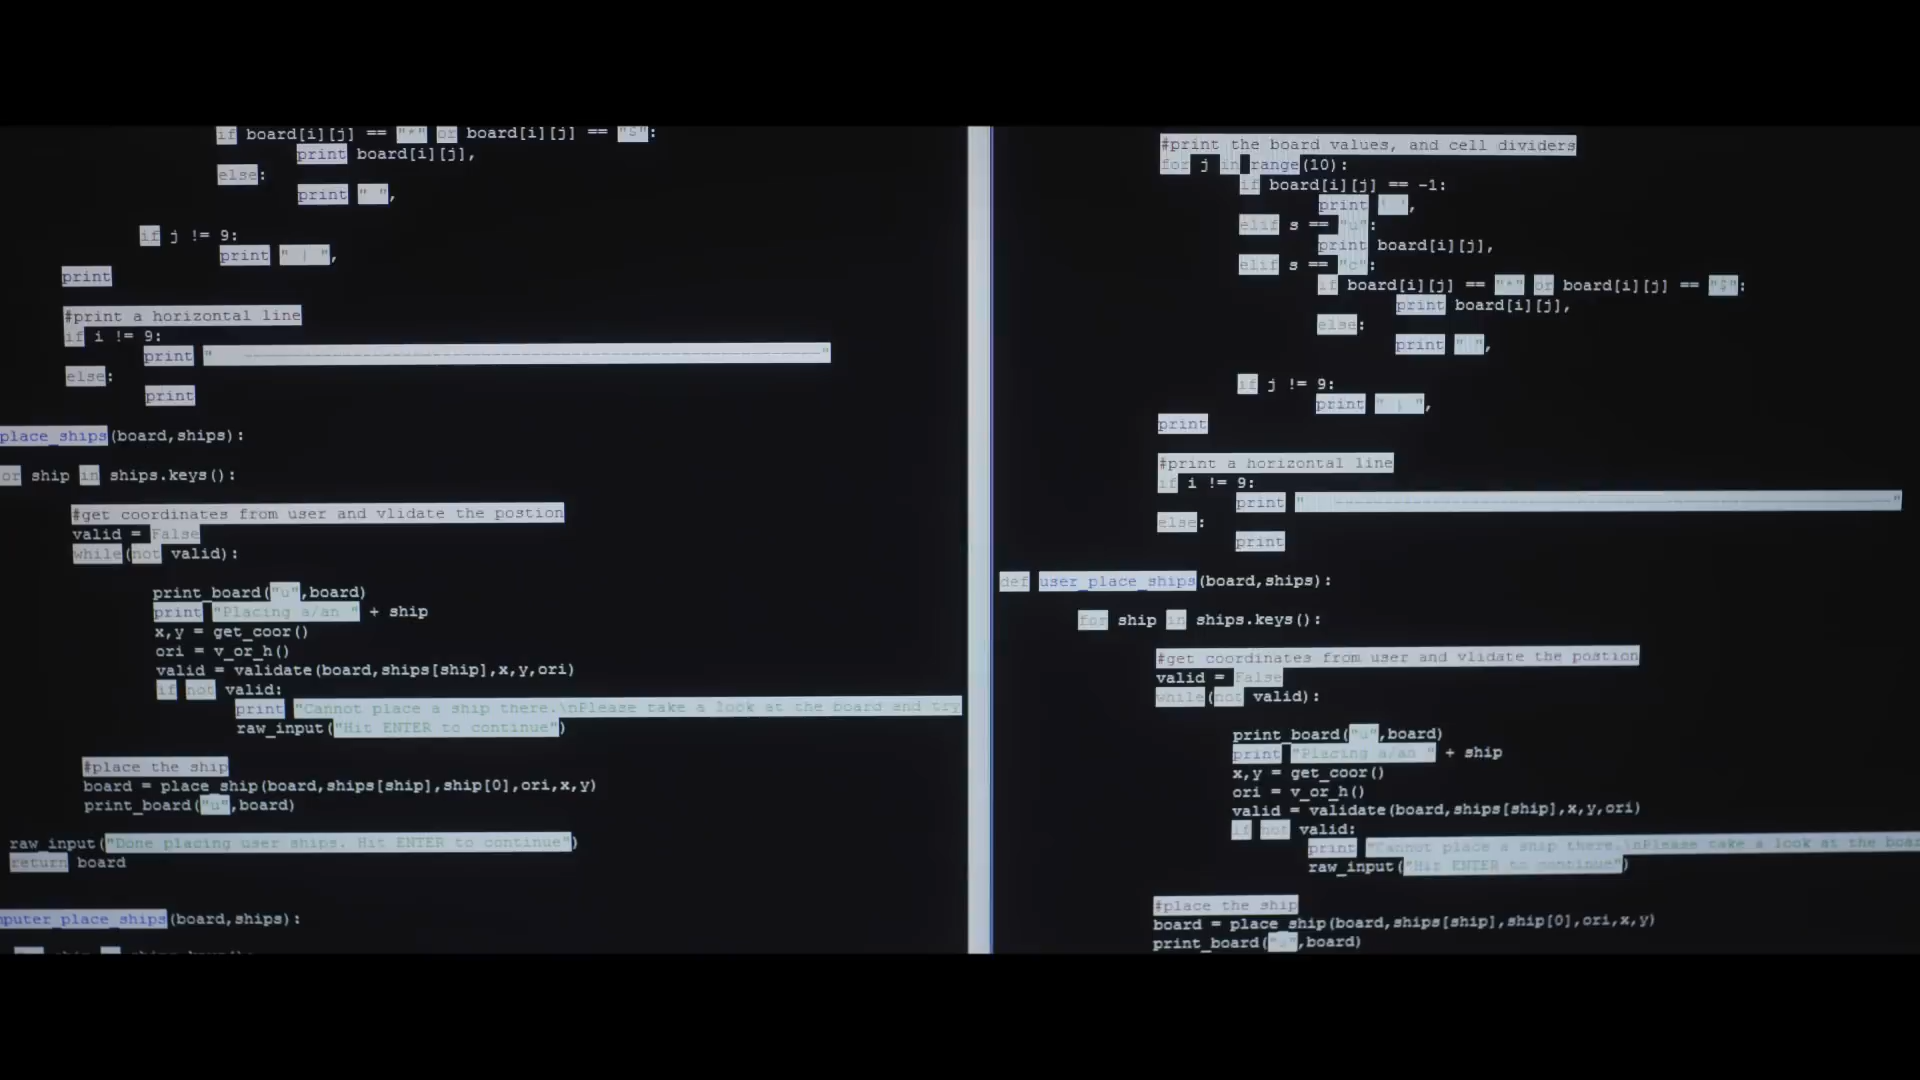 if board[i][j] == "*" or board[i][j] == "$":
print board[i][j],
else:
print " ",
if j != 9:
print " | ",
print
#print a horizontal line
if i != 9:
print "   ----------------------------------------------------------"
else:
print
place_ships(board,ships):
or ship in ships.keys():
#get coordinates from user and vlidate the postion
valid = False
while(not valid):
print_board("u",board)
print "Placing a/an " + ship
x,y = get_coor()
ori = v_or_h()
valid = validate(board,ships[ship],x,y,ori)
if not valid:
print "Cannot place a ship there.\nPlease take a look at the board and try
raw_input("Hit ENTER to continue")
#place the ship
board = place_ship(board,ships[ship],ship[0],ori,x,y)
print_board("u",board)
raw_input("Done placing user ships. Hit ENTER to continue")
return board
mputer_place_ships(board,ships):
#print the board values, and cell dividers
for j in range(10):
if board[i][j] == -1:
print ' ',
elif s == "u":
print board[i][j],
elif s == "c":
if board[i][j] == "*" or board[i][j] == "$":
print board[i][j],
else:
print " ",
if j != 9:
print " | ",
print
#print a horizontal line
if i != 9:
print "   ----------------------------------------------------------"
else:
print
def user_place_ships(board,ships):
for ship in ships.keys():
#get coordinates from user and vlidate the postion
valid = False
while(not valid):
print_board("u",board)
print "Placing a/an " + ship
x,y = get_coor()
ori = v_or_h()
valid = validate(board,ships[ship],x,y,ori)
if not valid:
print "Cannot place a ship there.\nPlease take a look at the boar
raw_input("Hit ENTER to continue")
#place the ship
board = place_ship(board,ships[ship],ship[0],ori,x,y)
print_board("u",board)